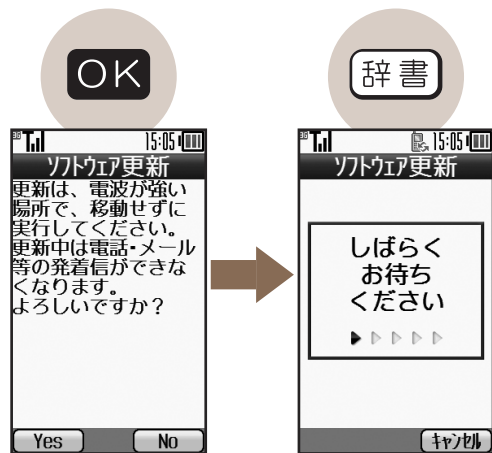 OK
3G 15:05
ソフトウェア更新
更新は、電波が強い
場所で、移動せずに
実行してください。
更新中は電話・メール
等の発着信ができな
くなります。
よろしいですか？
Yes No
辞書
3G 15:05
ソフトウェア更新
しばらく
お待ち
ください
キャンセル